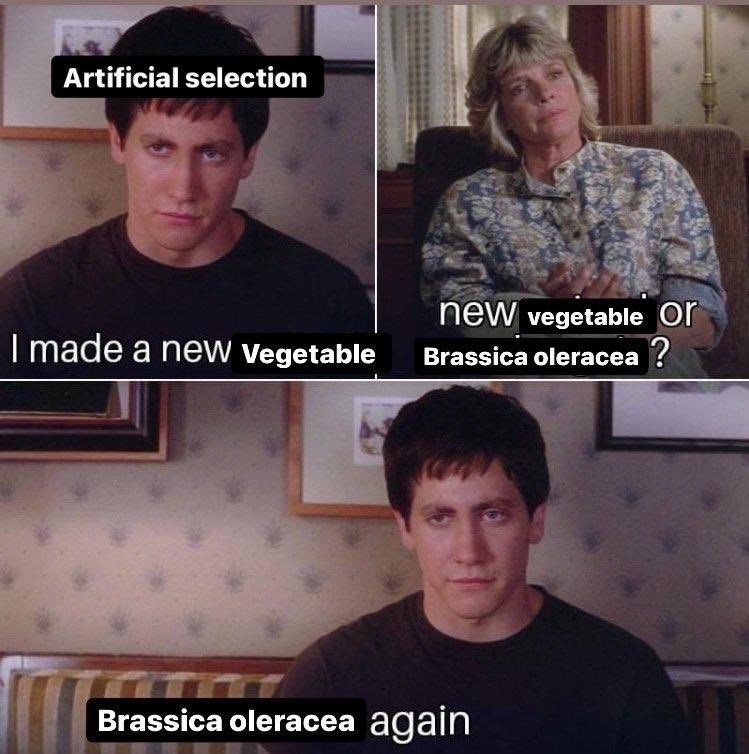 Artificial selection
I made a new Vegetable
new vegetable or
Brassica oleracea ?
Brassica oleracea again